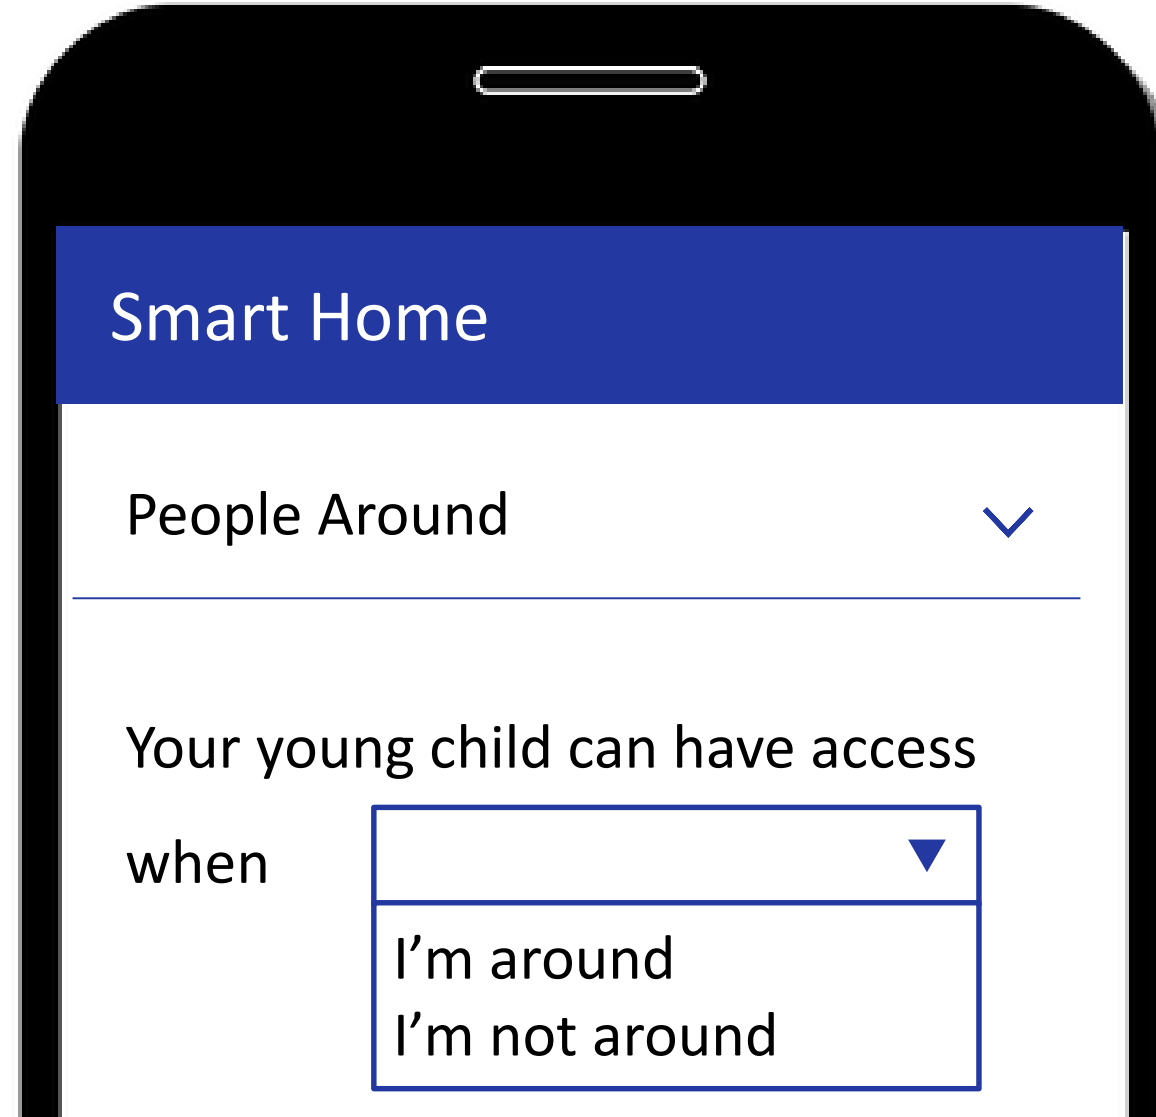 Smart Home
People Around
Your young child can have access
when
I’m around
I’m not around